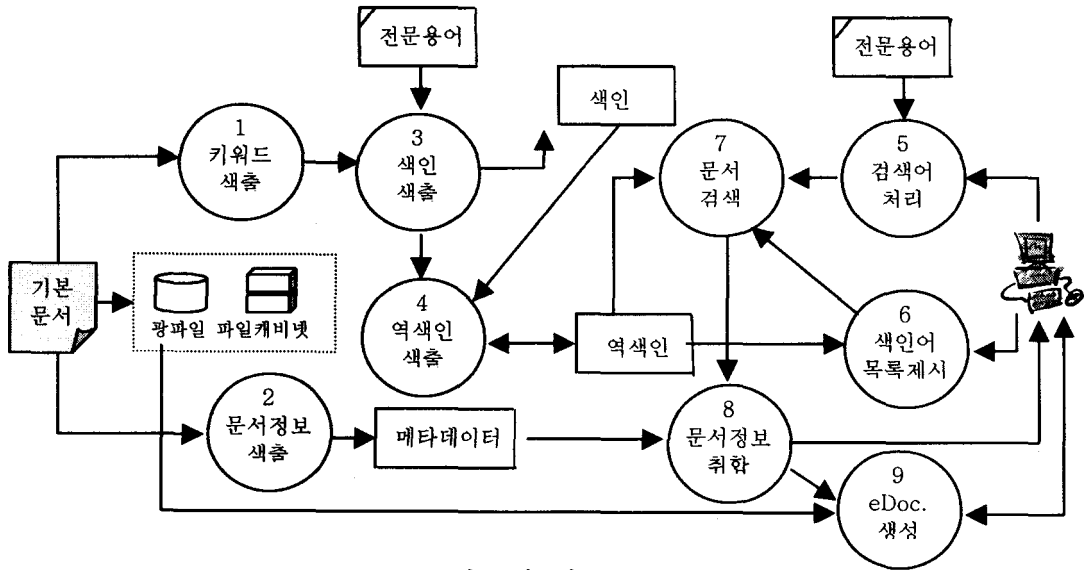 전문용어
전문용어
색인
1
키워드
색출
3
색인
색출
7
문서
검색
5
검색어
처리
기본
문서
광파일 파일캐비넷
4
역색인
색출
역색인
6
색인어
목록제시
2
문서정보
색출
메타데이터
8
문서정보
취합
9
eDoc.
생성